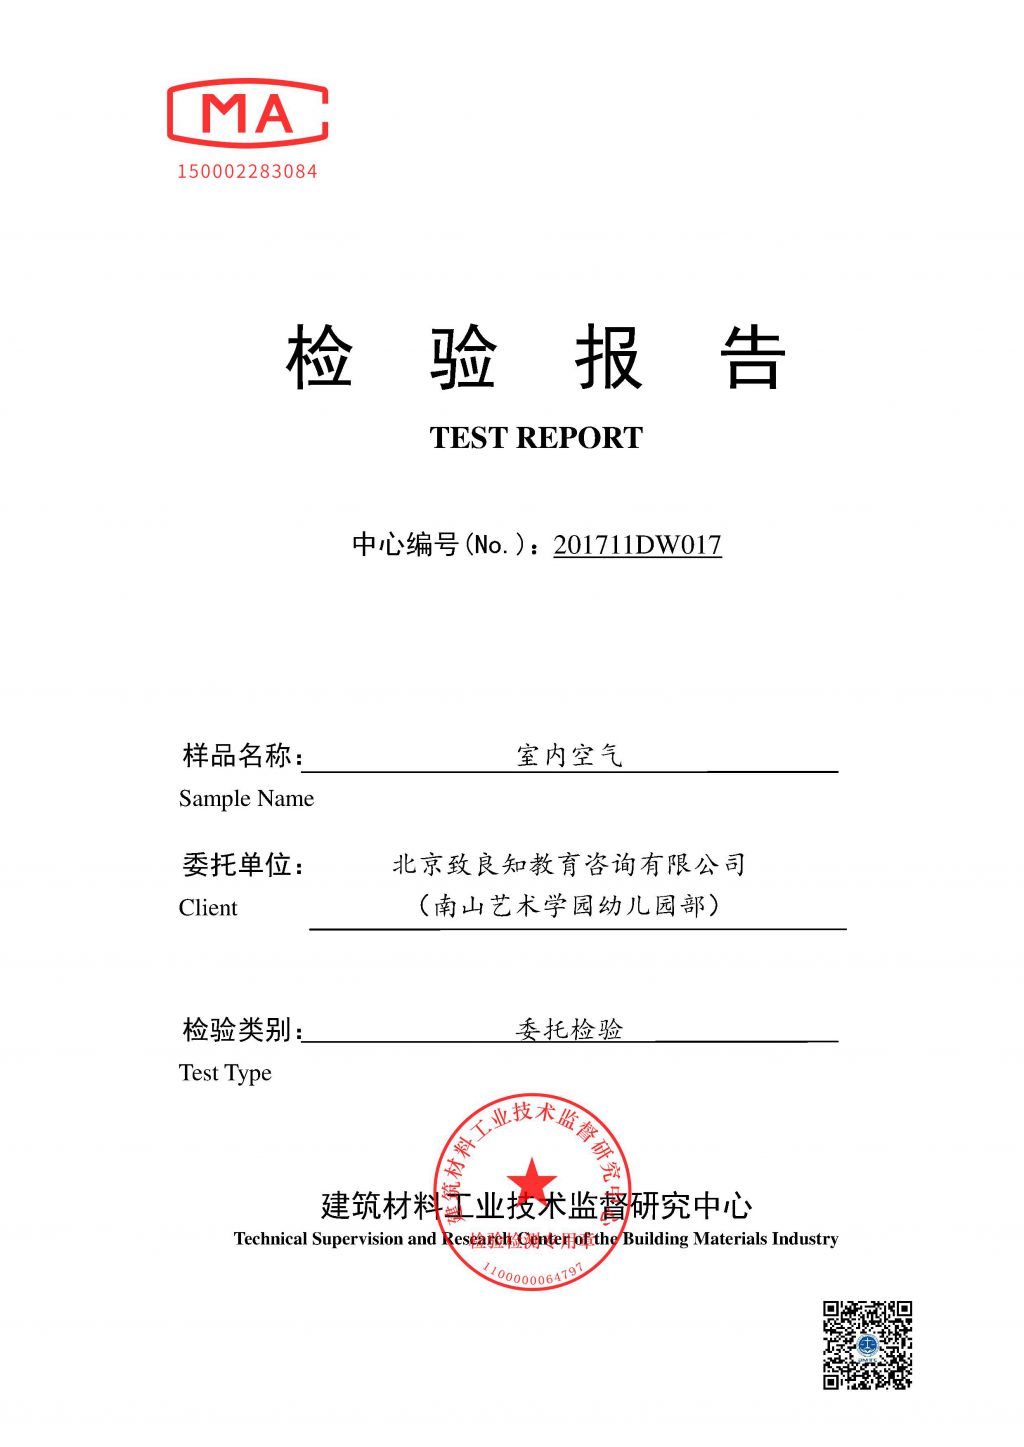 MA
150002283084
检验报告
TEST REPORT
中心编号(No.)：201711DW017
样品名称：室内空气
Sample Name
委托单位：北京致良知教育咨询有限公司
Client （南山艺术学园幼儿园部）
检验类别：委托检验
Test Type
建筑材料工业技术监督研究中心
建筑材料工业技术监督研究中心
Technical Supervision and Research Center of the Building Materials Industry
检验检测专用章
1100000064797